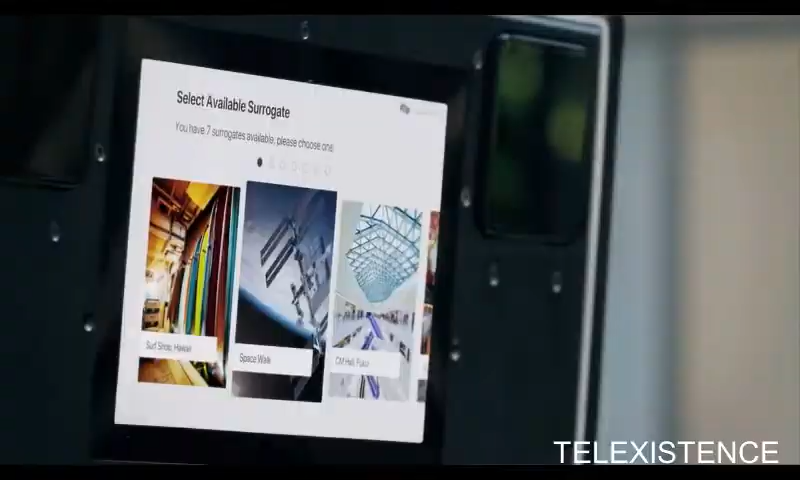 Select Available Surrogate
You have 7 surrogates available, please choose one
Surf Shop, Hawaii
Space Walk
TELEXISTENCE